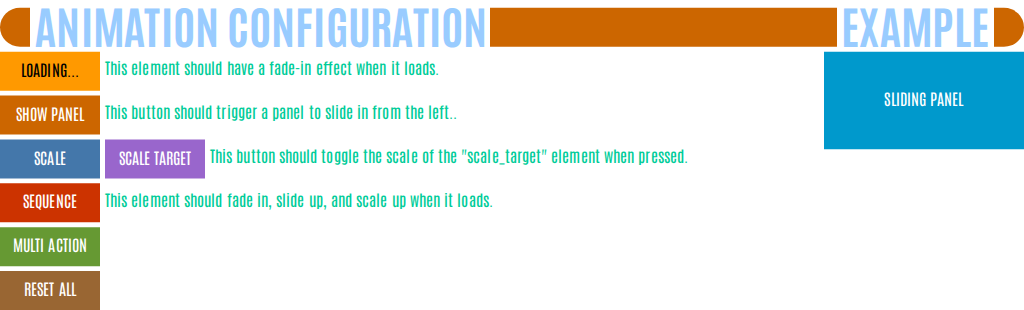 ANIMATION CONFIGURATION EXAMPLE
LOADING... This element should have a fade-in effect when it loads.
SLIDING PANEL
SHOW PANEL This button should trigger a panel to slide in from the left..
SCALE SCALE TARGET This button should toggle the scale of the "scale_target" element when pressed.
SEQUENCE This element should fade in, slide up, and scale up when it loads.
MULTI ACTION
RESET ALL